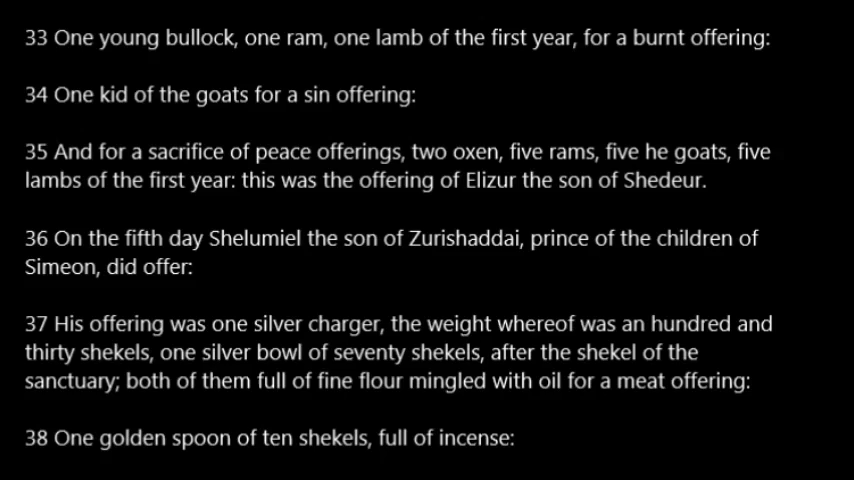 33 One young bullock, one ram, one lamb of the first year, for a burnt offering:
34 One kid of the goats for a sin offering:
35 And for a sacrifice of peace offerings, two oxen, five rams, five he goats, five
lambs of the first year: this was the offering of Elizur the son of Shedeur.
36 On the fifth day Shelumiel the son of Zurishaddai, prince of the children of
Simeon, did offer:
37 His offering was one silver charger, the weight whereof was an hundred and
thirty shekels, one silver bowl of seventy shekels, after the shekel of the
sanctuary; both of them full of fine flour mingled with oil for a meat offering:
38 One golden spoon of ten shekels, full of incense: